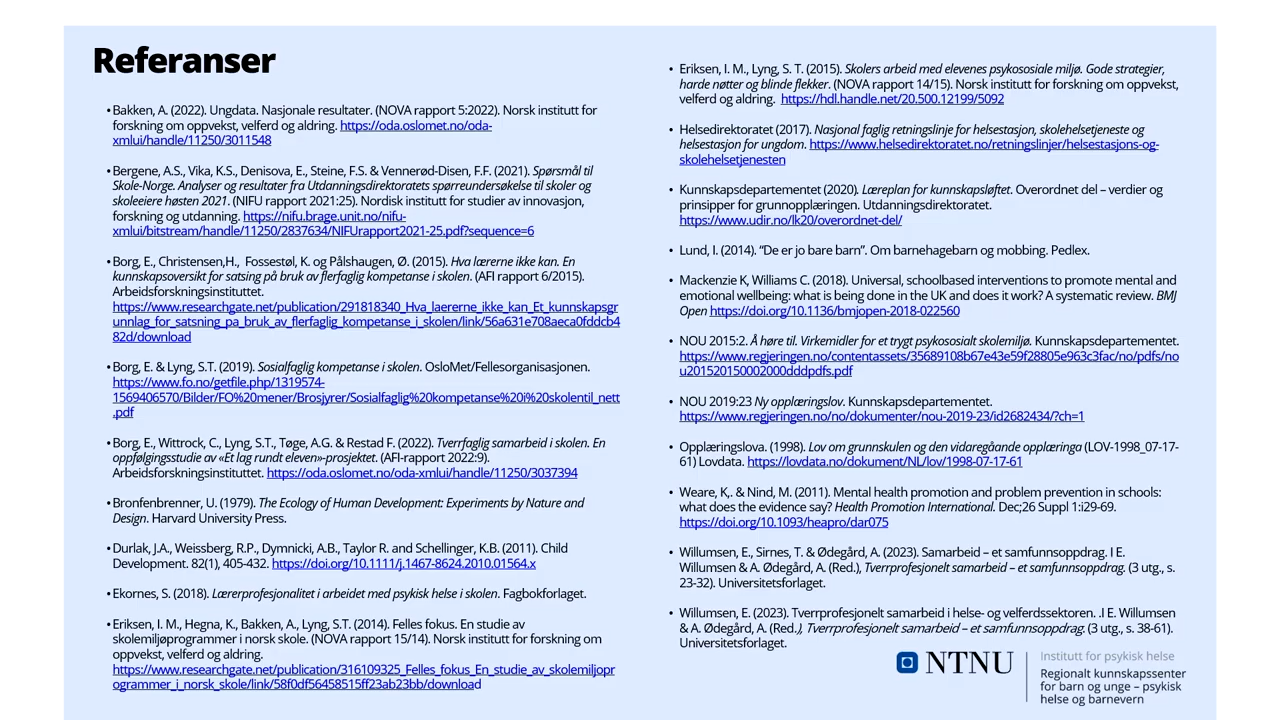 Referanser
•Bakken, A. (2022). Ungdata. Nasjonale resultater. (NOVA rapport 5:2022). Norsk institutt for
forskning om oppvekst, velferd og aldring. https://oda.oslomet.no/oda-
xmlui/handle/11250/3011548
•Bergene, A.S., Vika, K.S., Denisova, E., Steine, F.S. & Vennerød-Disen, F.F. (2021). Spørsmål til
Skole-Norge. Analyser og resultater fra Utdanningsdirektoratets spørreundersøkelse til skoler og
skoleeiere høsten 2021. (NIFU rapport 2021:25). Nordisk institutt for studier av innovasjon,
forskning og utdanning. https://nifu.brage.unit.no/nifu-
xmlui/bitstream/handle/11250/2837634/NIFUrapport2021-25.pdf?sequence=6
•Borg, E., Christensen,H., Fossestøl, K. og Pålshaugen, Ø. (2015). Hva lærerne ikke kan. En
kunnskapsoversikt for satsing på bruk av flerfaglig kompetanse i skolen. (AFI rapport 6/2015).
Arbeidsforskningsinstituttet.
https://www.researchgate.net/publication/291818340_Hva_laererne_ikke_kan_Et_kunnskapsgr
unnlag_for_satsning_pa_bruk_av_flerfaglig_kompetanse_i_skolen/link/56a631e708aeca0fddcb4
82d/download
•Borg, E. & Lyng, S.T. (2019). Sosialfaglig kompetanse i skolen. OsloMet/Fellesorganisasjonen.
https://www.fo.no/getfile.php/1319574-
1569406570/Bilder/FO%20mener/Brosjyrer/Sosialfaglig%20kompetanse%20i%20skolentil_nett
.pdf
•Borg, E., Wittrock, C., Lyng, S.T., Tøge, A.G. & Restad F. (2022). Tverrfaglig samarbeid i skolen. En
oppfølgingsstudie av «Et lag rundt eleven»-prosjektet. (AFI-rapport 2022:9).
Arbeidsforskningsinstituttet. https://oda.oslomet.no/oda-xmlui/handle/11250/3037394
•Bronfenbrenner, U. (1979). The Ecology of Human Development: Experiments by Nature and
Design. Harvard University Press.
•Durlak, J.A., Weissberg, R.P., Dymnicki, A.B., Taylor R. and Schellinger, K.B. (2011). Child
Development. 82(1), 405-432. https://doi.org/10.1111/j.1467-8624.2010.01564.x
•Ekornes, S. (2018). Lærerprofesjonalitet i arbeidet med psykisk helse i skolen. Fagbokforlaget.
•Eriksen, I. M., Hegna, K., Bakken, A., Lyng, S.T. (2014). Felles fokus. En studie av
skolemiljøprogrammer i norsk skole. (NOVA rapport 15/14). Norsk institutt for forskning om
oppvekst, velferd og aldring.
https://www.researchgate.net/publication/316109325_Felles_fokus_En_studie_av_skolemiljopr
ogrammer_i_norsk_skole/link/58f0df56458515ff23ab23bb/download
• Eriksen, I. M., Lyng, S. T. (2015). Skolers arbeid med elevenes psykososiale miljø. Gode strategier,
harde nøtter og blinde flekker. (NOVA rapport 14/15). Norsk institutt for forskning om oppvekst,
velferd og aldring. https://hdl.handle.net/20.500.12199/5092
• Helsedirektoratet (2017). Nasjonal faglig retningslinje for helsestasjon, skolehelsetjeneste og
helsestasjon for ungdom. https://www.helsedirektoratet.no/retningslinjer/helsestasjons-og-
skolehelsetjenesten
• Kunnskapsdepartementet (2020). Læreplan for kunnskapsløftet. Overordnet del – verdier og
prinsipper for grunnopplæringen. Utdanningsdirektoratet.
https://www.udir.no/lk20/overordnet-del/
• Lund, I. (2014). “De er jo bare barn”. Om barnehagebarn og mobbing. Pedlex.
• Mackenzie K, Williams C. (2018). Universal, schoolbased interventions to promote mental and
emotional wellbeing: what is being done in the UK and does it work? A systematic review. BMJ
Open https://doi.org/10.1136/bmjopen-2018-022560
• NOU 2015:2. Å høre til. Virkemidler for et trygt psykososialt skolemiljø. Kunnskapsdepartementet.
https://www.regjeringen.no/contentassets/35689108b67e43e59f28805e963c3fac/no/pdfs/no
u201520150002000dddpdfs.pdf
• NOU 2019:23 Ny opplæringslov. Kunnskapsdepartementet.
https://www.regjeringen.no/no/dokumenter/nou-2019-23/id2682434/?ch=1
• Opplæringslova. (1998). Lov om grunnskulen og den vidaregåande opplæringa (LOV-1998_07-17-
61) Lovdata. https://lovdata.no/dokument/NL/lov/1998-07-17-61
• Weare, K,. & Nind, M. (2011). Mental health promotion and problem prevention in schools:
what does the evidence say? Health Promotion International. Dec;26 Suppl 1:i29-69.
https://doi.org/10.1093/heapro/dar075
• Willumsen, E., Sirnes, T. & Ødegård, A. (2023). Samarbeid – et samfunnsoppdrag. I E.
Willumsen & A. Ødegård, A. (Red.), Tverrprofesjonelt samarbeid – et samfunnsoppdrag. (3 utg., s.
23-32). Universitetsforlaget.
• Willumsen, E. (2023). Tverrprofesjonelt samarbeid i helse- og velferdssektoren. .I E. Willumsen
& A. Ødegård, A. (Red.,), Tverrprofesjonelt samarbeid – et samfunnsoppdrag. (3 utg., s. 38-61).
Universitetsforlaget.
NTNU
Institutt for psykisk helse
Regionalt kunnskapssenter
for barn og unge – psykisk
helse og barnevern